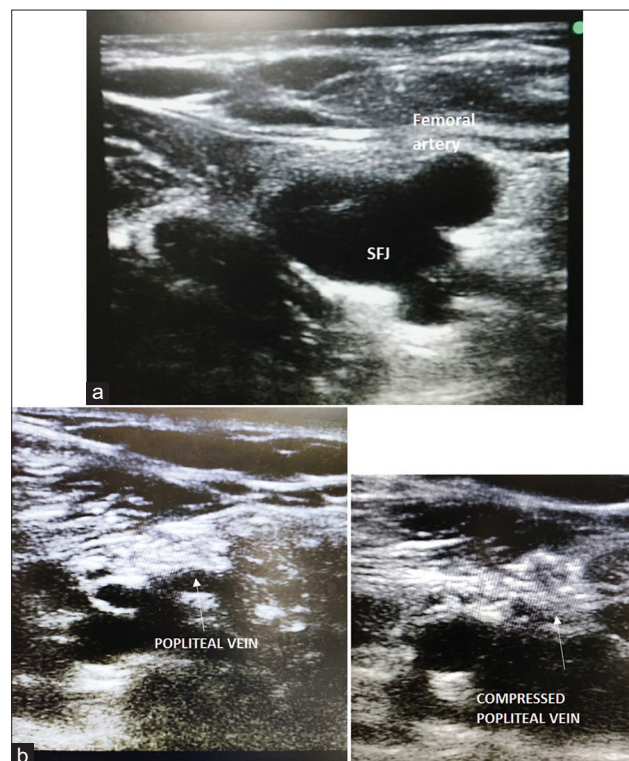 Femoral
artery
SFJ
a
POPLITEAL VEIN
COMPRESSED
POPLITEAL VEIN
b